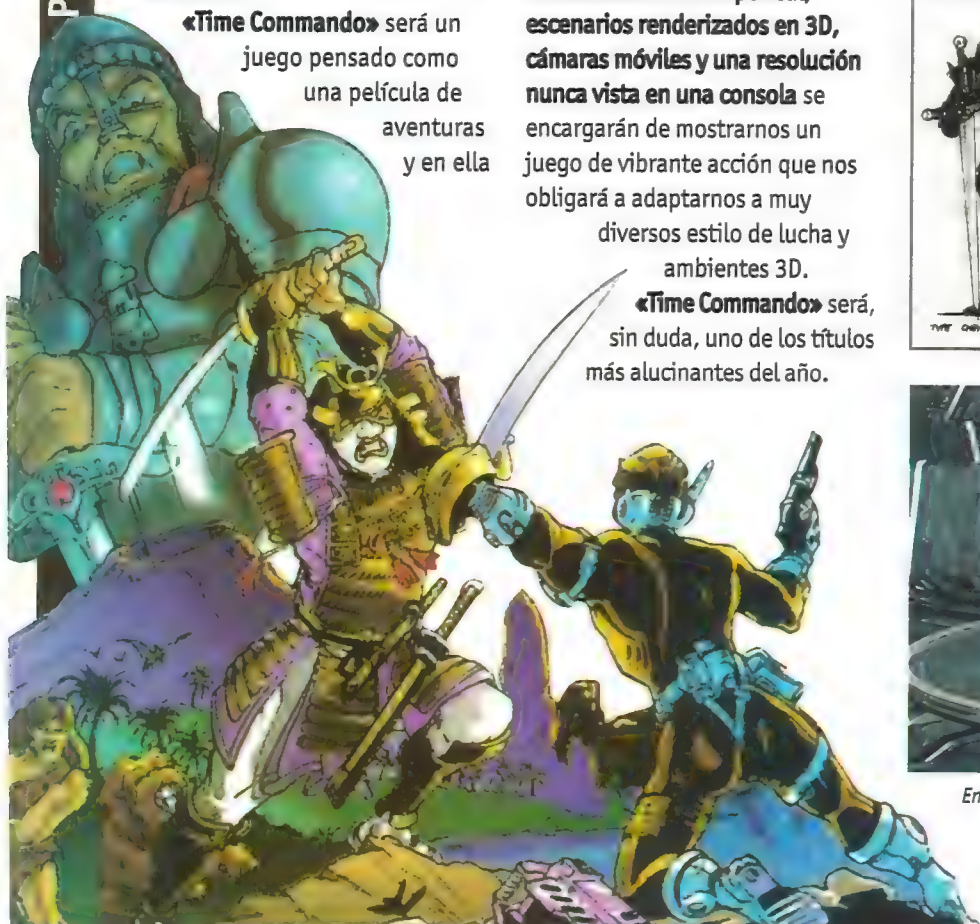 «Time Commando» será un
juego pensado como
una película de
aventuras
y en ella
escenarios renderizados en 3D,
cámaras móviles y una resolución
nunca vista en una consola se
encargarán de mostrarnos un
juego de vibrante acción que nos
obligará a adaptarnos a muy
diversos estilo de lucha y
ambientes 3D.
«Time Commando» será,
sin duda, uno de los títulos
más alucinantes del año.
En